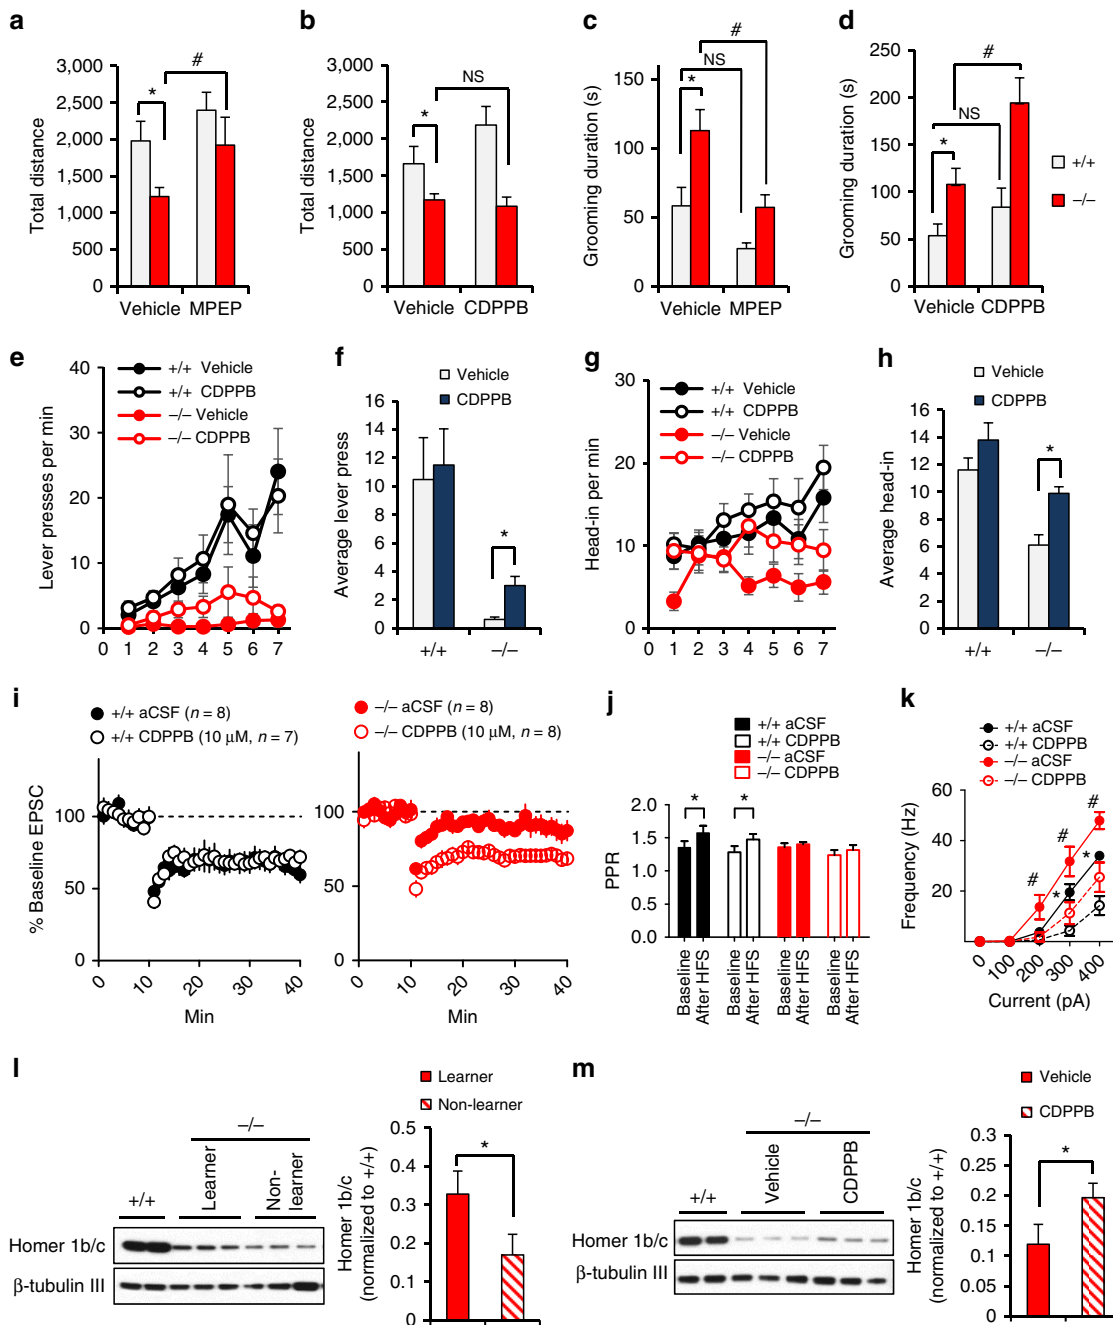 a
Total distance
3,000
2,500
2,000
1,500
1,000
500
0
*
#
Vehicle MPEP
b
Total distance
3,000
2,500
2,000
1,500
1,000
500
0
*
NS
Vehicle CDPPB
c
Grooming duration (s)
150
100
50
0
#
NS
*
Vehicle MPEP
d
Grooming duration (s)
250
200
150
100
50
0
#
NS
*
Vehicle CDPPB
+/+
−/−
e
Lever presses per min
40
30
20
10
0
+/+ Vehicle
+/+ CDPPB
−/− Vehicle
−/− CDPPB
0 1 2 3 4 5 6 7
f
Vehicle
CDPPB
Average lever press
16
14
12
10
8
6
4
2
0
*
+/+ −/−
g
Head-in per min
30
20
10
0
+/+ Vehicle
+/+ CDPPB
−/− Vehicle
−/− CDPPB
0 1 2 3 4 5 6 7
h
Vehicle
CDPPB
Average head-in
16
14
12
10
8
6
4
2
0
*
+/+ −/−
i
+/+ aCSF (n = 8)
+/+ CDPPB (10 μM, n = 7)
% Baseline EPSC
100
50
0
0 10 20 30 40
Min
−/− aCSF (n = 8)
−/− CDPPB (10 μM, n = 8)
100
50
0
0 10 20 30 40
Min
j
+/+ aCSF
+/+ CDPPB
−/− aCSF
−/− CDPPB
PPR
2.0
1.5
1.0
0.5
0.0
* *
Baseline
After HFS
Baseline
After HFS
Baseline
After HFS
Baseline
After HFS
k
+/+ aCSF
+/+ CDPPB
−/− aCSF
−/− CDPPB
Frequency (Hz)
60
40
20
# # #
* *
0 100 200 300 400
Current (pA)
l
−/−
+/+
Learner
Non-
learner
Homer 1b/c
β-tubulin III
Learner
Non-learner
Homer 1b/c
(normalized to +/+)
0.5
0.4
0.3
0.2
0.1
0
*
m
−/−
+/+
Vehicle
CDPPB
Homer 1b/c
β-tubulin III
Vehicle
CDPPB
Homer 1b/c
(normalized to +/+)
0.3
0.25
0.2
0.15
0.1
0.05
0
*